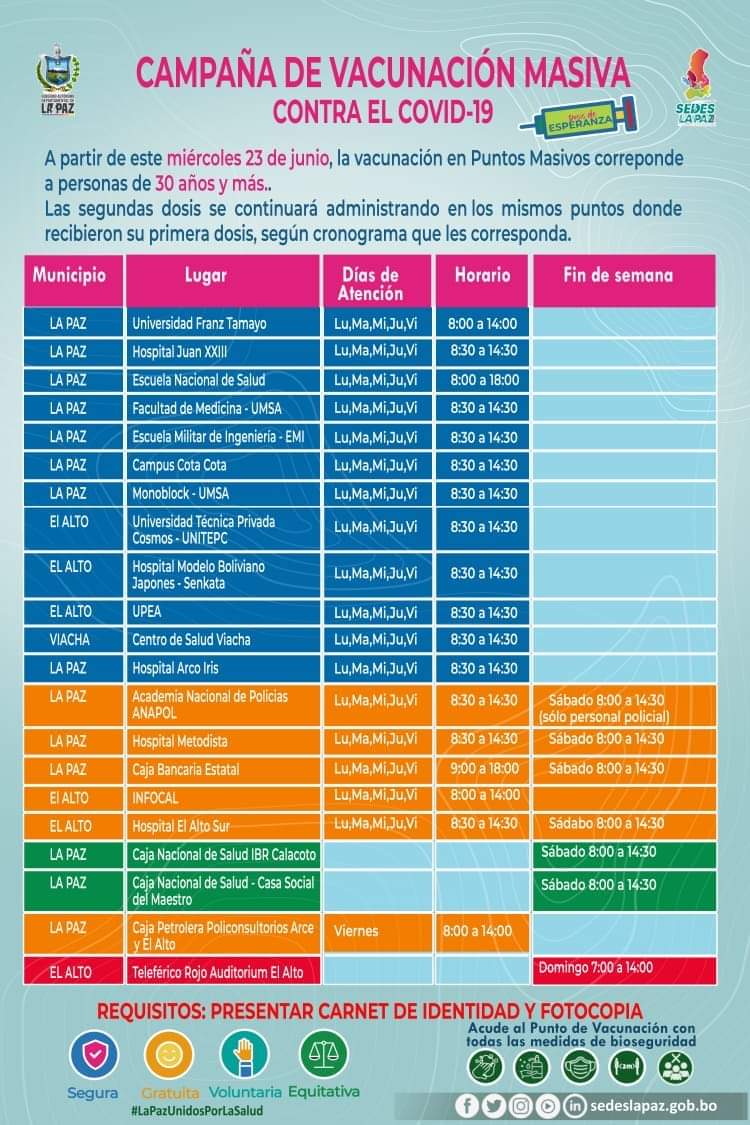 GOBIERNO AUTÓNOMO
DEPARTAMENTAL DE
LA PAZ
CAMPAÑA DE VACUNACIÓN MASIVA
CONTRA EL COVID-19
Dosis de
ESPERANZA
SEDES
LA PAZ
A partir de este miércoles 23 de junio, la vacunación en Puntos Masivos correponde
a personas de 30 años y más..
Las segundas dosis se continuará administrando en los mismos puntos donde
recibieron su primera dosis, según cronograma que les corresponda.
Municipio Lugar Días de Atención Horario Fin de semana
LA PAZ Universidad Franz Tamayo Lu,Ma,Mi,Ju,Vi 8:00 a 14:00
LA PAZ Hospital Juan XXIII Lu,Ma,Mi,Ju,Vi 8:30 a 14:30
LA PAZ Escuela Nacional de Salud Lu,Ma,Mi,Ju,Vi 8:00 a 18:00
LA PAZ Facultad de Medicina - UMSA Lu,Ma,Mi,Ju,Vi 8:30 a 14:30
LA PAZ Escuela Militar de Ingeniería - EMI Lu,Ma,Mi,Ju,Vi 8:30 a 14:30
LA PAZ Campus Cota Cota Lu,Ma,Mi,Ju,Vi 8:30 a 14:30
LA PAZ Monoblock - UMSA Lu,Ma,Mi,Ju,Vi 8:30 a 14:30
El ALTO Universidad Técnica Privada
Cosmos - UNITEPC Lu,Ma,Mi,Ju,Vi 8:30 a 14:30
EL ALTO Hospital Modelo Boliviano
Japones - Senkata Lu,Ma,Mi,Ju,Vi 8:30 a 14:30
EL ALTO UPEA Lu,Ma,Mi,Ju,Vi 8:30 a 14:30
VIACHA Centro de Salud Viacha Lu,Ma,Mi,Ju,Vi 8:30 a 14:30
LA PAZ Hospital Arco Iris Lu,Ma,Mi,Ju,Vi 8:30 a 14:30
LA PAZ Academia Nacional de Policias Lu,Ma,Mi,Ju,Vi 8:30 a 14:30 Sábado 8:00 a 14:30
ANAPOL (sólo personal policial)
LA PAZ Hospital Metodista Lu,Ma,Mi,Ju,Vi 8:30 a 14:30 Sábado 8:00 a 14:30
LA PAZ Caja Bancaria Estatal Lu,Ma,Mi,Ju,Vi 9:00 a 18:00 Sábado 8:00 a 14:30
El ALTO INFOCAL Lu,Ma,Mi,Ju,Vi 8:00 a 14:00
EL ALTO Hospital El Alto Sur Lu,Ma,Mi,Ju,Vi 8:30 a 14:30 Sádabo 8:00 a 14:30
LA PAZ Caja Nacional de Salud IBR Calacoto Sábado 8:00 a 14:30
LA PAZ Caja Nacional de Salud - Casa Social Sábado 8:00 a 14:30
del Maestro
LA PAZ Caja Petrolera Policonsultorios Arce Viernes 8:00 a 14:00
y El Alto
EL ALTO Teleférico Rojo Auditorium El Alto Domingo 7:00 a 14:00
REQUISITOS: PRESENTAR CARNET DE IDENTIDAD Y FOTOCOPIA
Acude al Punto de Vacunación con
todas las medidas de bioseguridad
Segura Gratuita Voluntaria Equitativa
#LaPazUnidosPorLaSalud
sedeslapaz.gob.bo